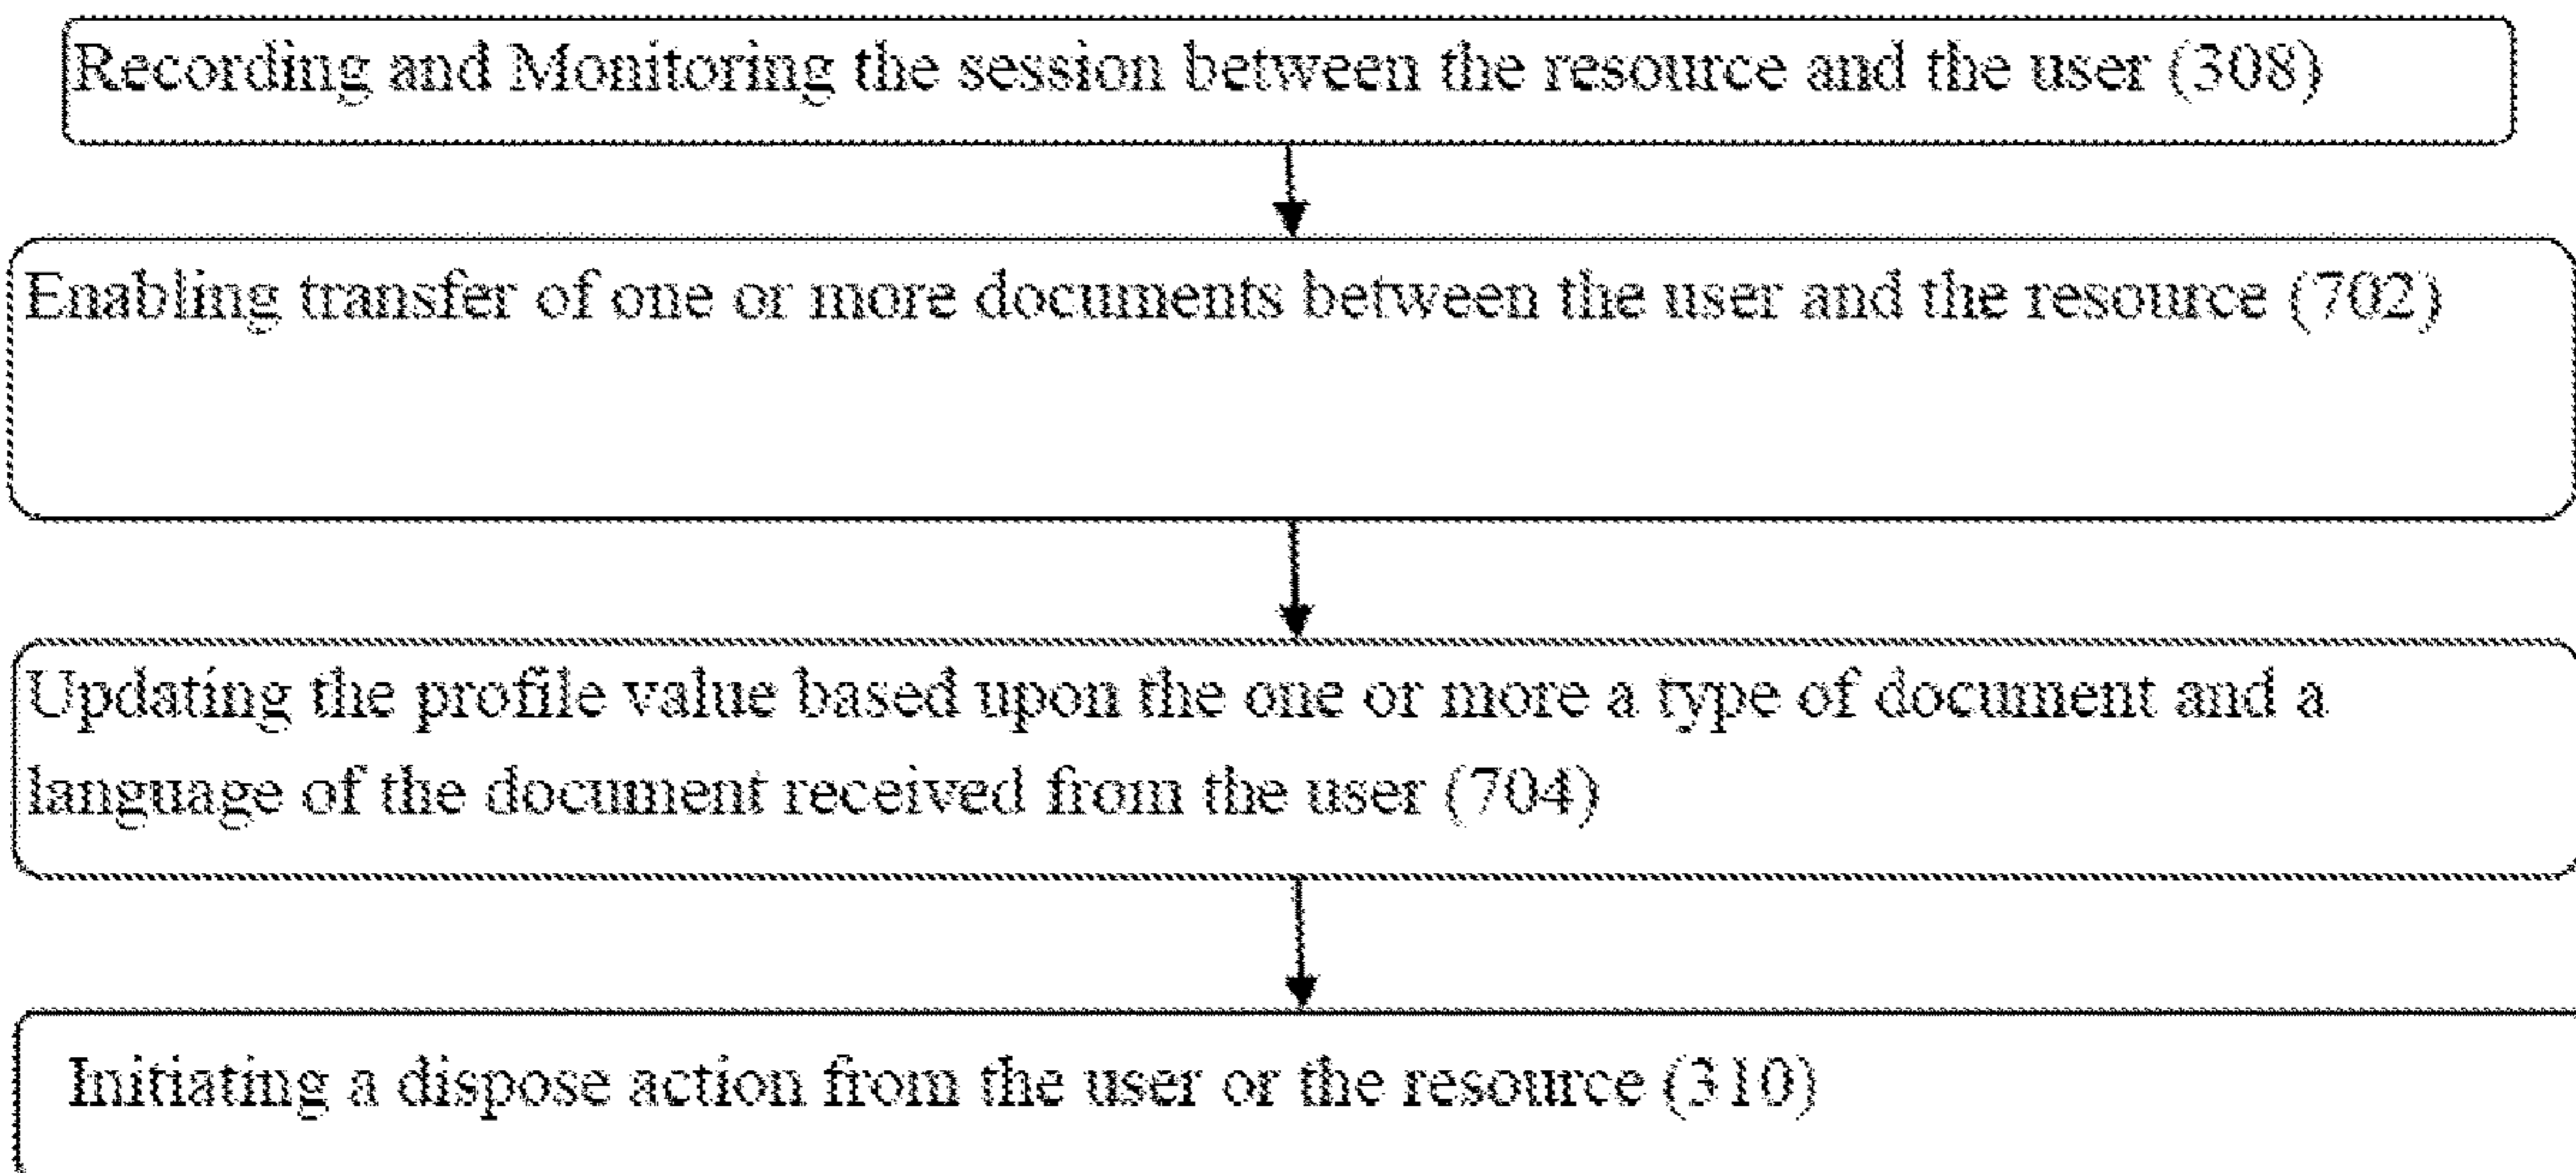 Recording and Monitoring the session between the resource and the user (308)
Enabling transfer of one or more documents between the user and the resource (702)
Updating the profile value based upon the one or more a type of document and a
language of the document received from the user (704)
Initiating a dispose action from the user or the resource (310)